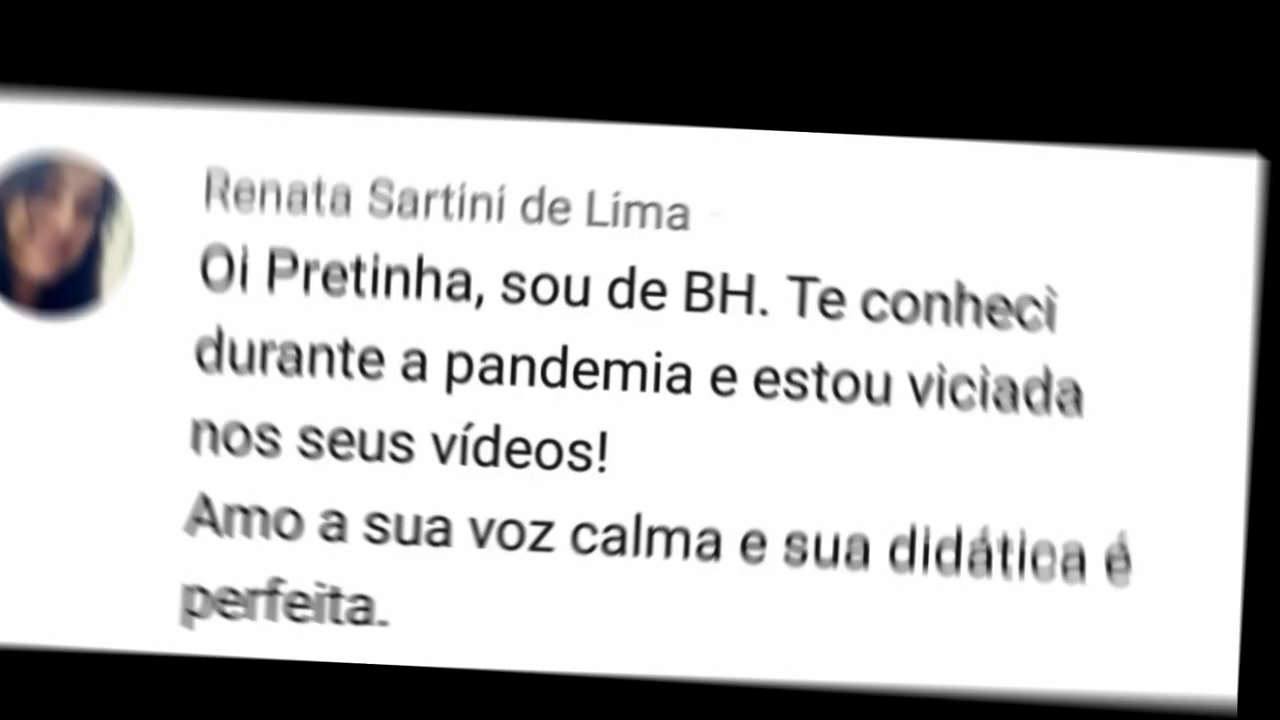 Renata Sartini de Lima
Oi Pretinha, sou de BH. Te conheci
durante a pandemia e estou viciada
nos seus vídeos!
Amo a sua voz calma e sua didática é
perfeita.